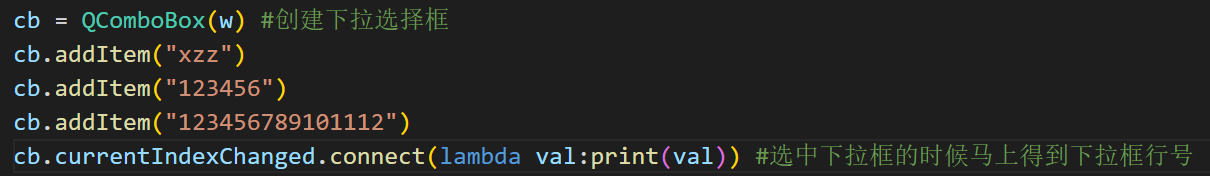 cb = QComboBox(w) #创建下拉选择框
cb.addItem("xzz")
cb.addItem("123456")
cb.addItem("123456789101112")
cb.currentIndexChanged.connect(lambda val:print(val)) #选中下拉框的时候马上得到下拉框行号